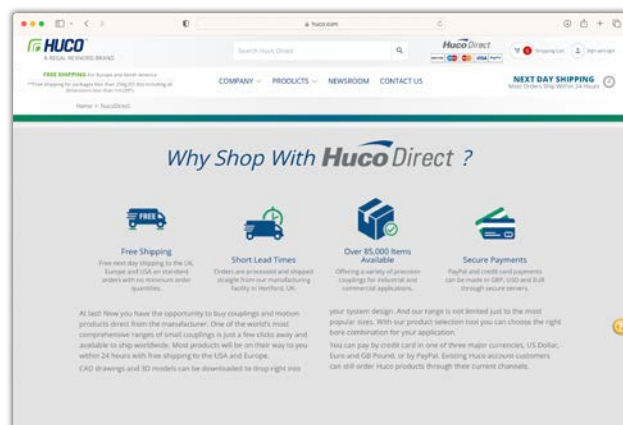 huco.com
HUCO
A REGAL REXNORD BRAND
Search Huco Direct
Huco Direct
VISA PayPal
0 Shopping Cart
FREE SHIPPING
COMPANY PRODUCTS NEWSROOM CONTACT US
NEXT DAY SHIPPING
Most Orders Ship Within 24 Hours
Home > hucoDirect
Why Shop With Huco Direct ?
FREE
Free Shipping
Free next day shipping to the UK,
Europe and USA on standard
orders with no minimum order
quantities.
Short Lead Times
Orders are processed and shipped
straight from our manufacturing
facility in Hertford, UK.
Over 85,000 Items
Available
Offering a variety of precision
couplings for industrial and
commercial applications.
Secure Payments
PayPal and credit card payments
can be made in GBP, USD and EUR
through secure servers.
At last! Now you have the opportunity to buy couplings and motion
products direct from the manufacturer. One of the world's most
comprehensive ranges of small couplings is just a few clicks away and
available to ship worldwide. Most products will be on their way to you
within 24 hours with free shipping to the USA and Europe.
CAD drawings and 3D models can be downloaded to drop right into
your system design. And our range is not limited just to the most
popular sizes. With our product selection tool you can choose the right
bore combination for your application.
You can pay by credit card in one of three major currencies, US Dollar,
Euro and GB Pound, or by PayPal. Existing Huco account customers
can still order Huco products through their current channels.